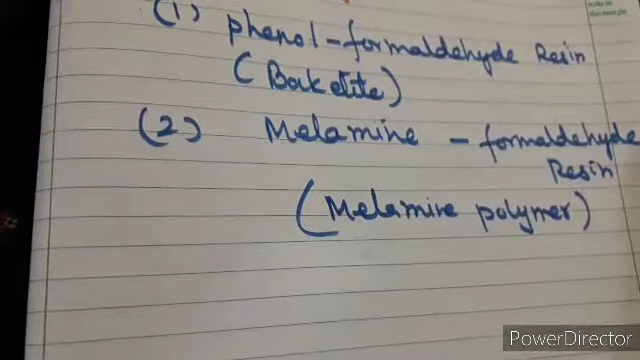 (1) phenol-formaldehyde Resin
(Bakelite)
(2) Melamine - formaldehyde
Resin
(Melamine polymer)
PowerDirector